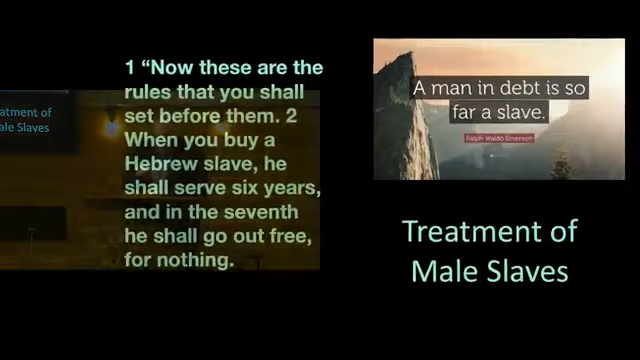 1 “Now these are the
rules that you shall
set before them. 2
When you buy a
Hebrew slave, he
shall serve six years,
and in the seventh
he shall go out free,
for nothing.
atment of
ale Slaves
A man in debt is so
far a slave.
Ralph Waldo Emerson
Treatment of
Male Slaves